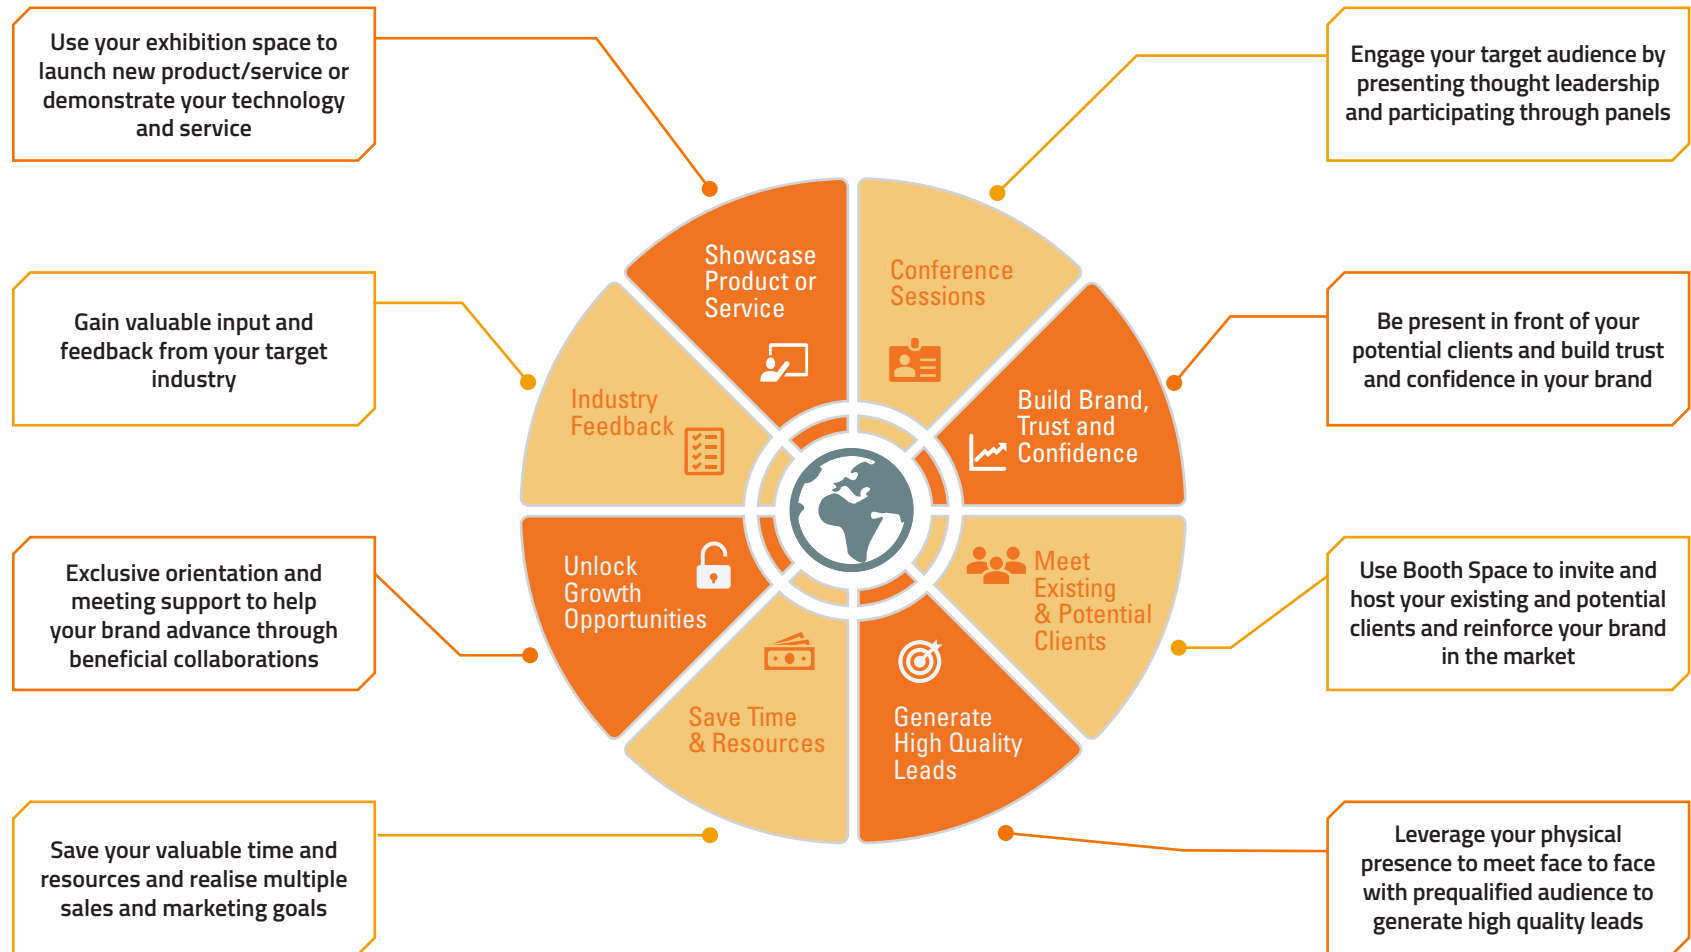 Use your exhibition space to
launch new product/service or
demonstrate your technology
and service
Engage your target audience by
presenting thought leadership
and participating through panels
Showcase
Product or
Service
Conference
Sessions
Gain valuable input and
feedback from your target
industry
Be present in front of your
potential clients and build trust
and confidence in your brand
Industry
Feedback
Build Brand,
Trust and
Confidence
Exclusive orientation and
meeting support to help
your brand advance through
beneficial collaborations
Unlock
Growth
Opportunities
Meet
Existing
& Potential
Clients
Use Booth Space to invite and
host your existing and potential
clients and reinforce your brand
in the market
Save Time
& Resources
Generate
High Quality
Leads
Save your valuable time and
resources and realise multiple
sales and marketing goals
Leverage your physical
presence to meet face to face
with prequalified audience to
generate high quality leads